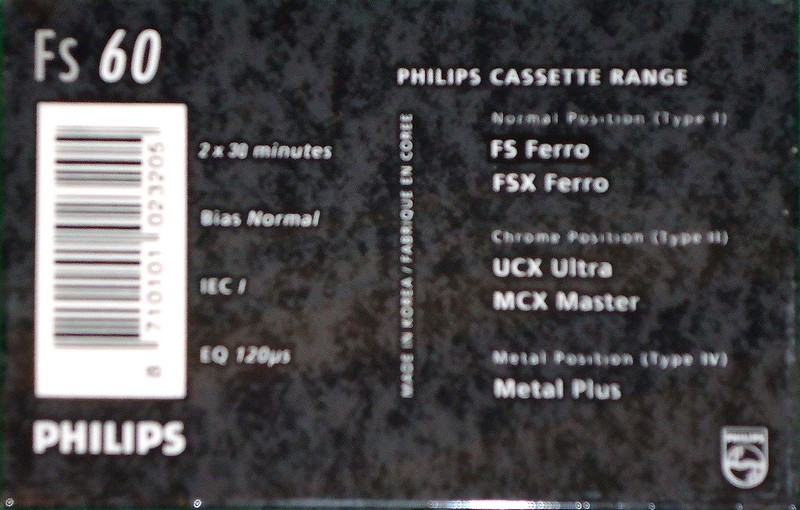 Fs 60
2 x 30 minutes
Bias Normal
IEC I
EQ 120µs
8 710101 023205
PHILIPS
MADE IN KOREA / FABRIQUE EN COREE
PHILIPS CASSETTE RANGE
Normal Position (Type I)
FS Ferro
FSX Ferro
Chrome Position (Type II)
UCX Ultra
MCX Master
Metal Position (Type IV)
Metal Plus
PHILIPS